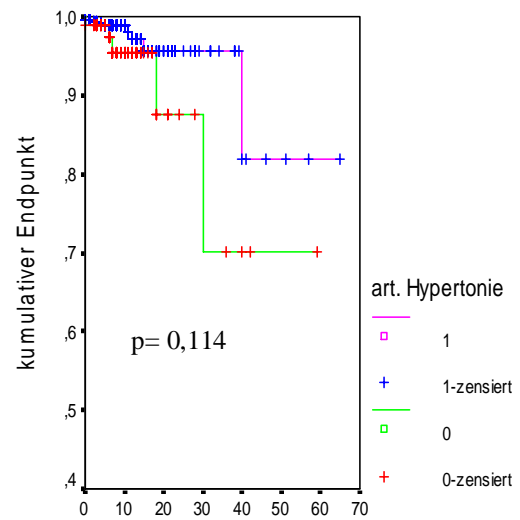 1,0
,9
,8
,7
,6
,5
,4
kumulativer Endpunkt
p= 0,114
0 10 20 30 40 50 60 70
art. Hypertonie
1
1-zensiert
0
0-zensiert